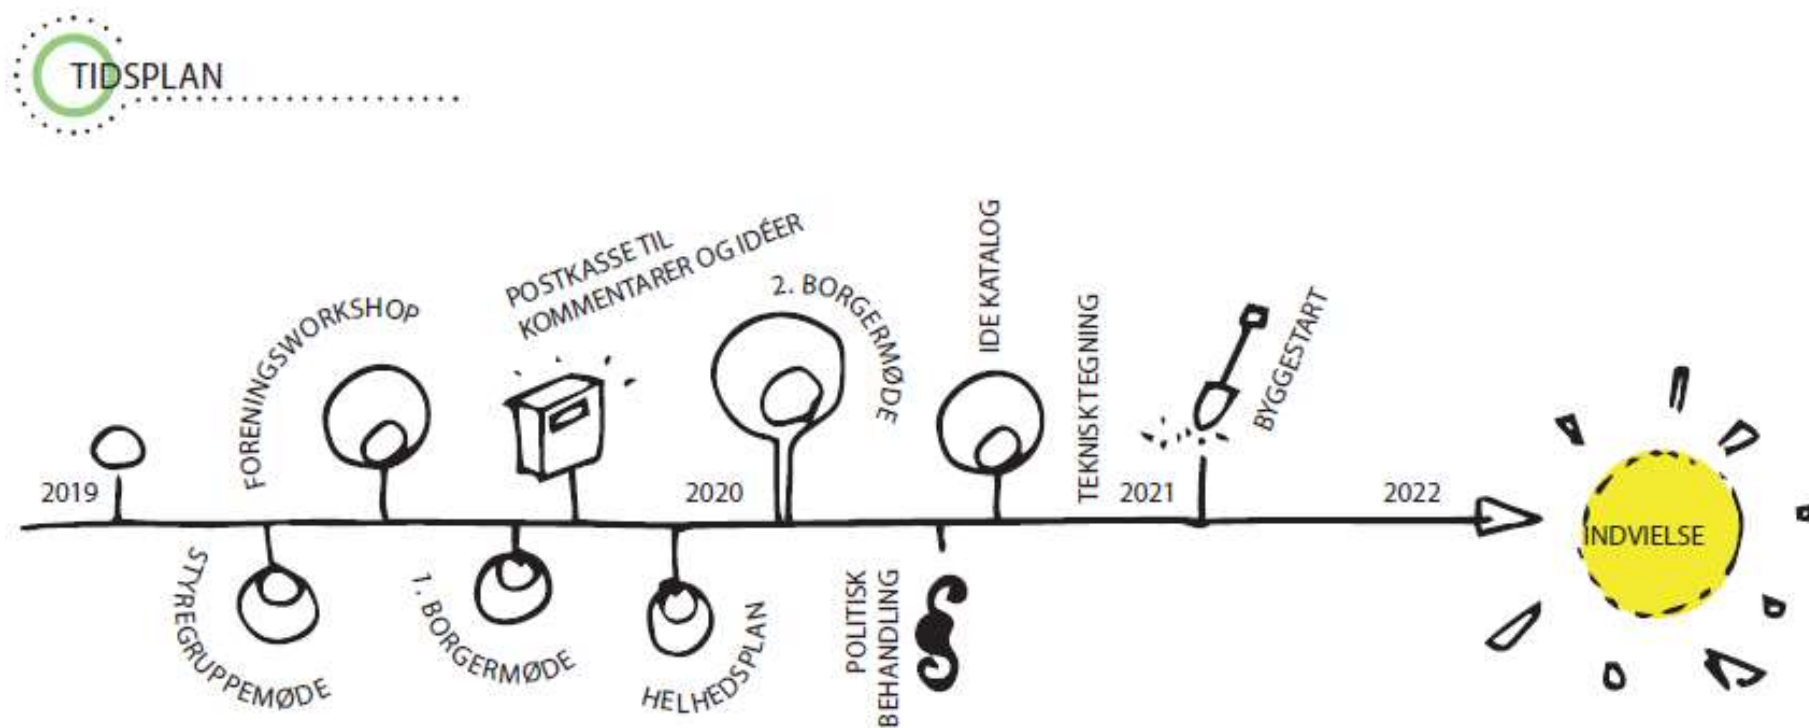 TIDSPLAN
2019
STYREGRUPPEMØDE
FORENINGSWORKSHOP
1. BORGERMØDE
POSTKASSE TIL
KOMMENTARER OG IDÉER
HELHEDSPLAN
2020
2. BORGERMØDE
POLITISK
BEHANDLING
IDE KATALOG
TEKNISK TEGNING
2021
BYGGESTART
2022
INDVIELSE